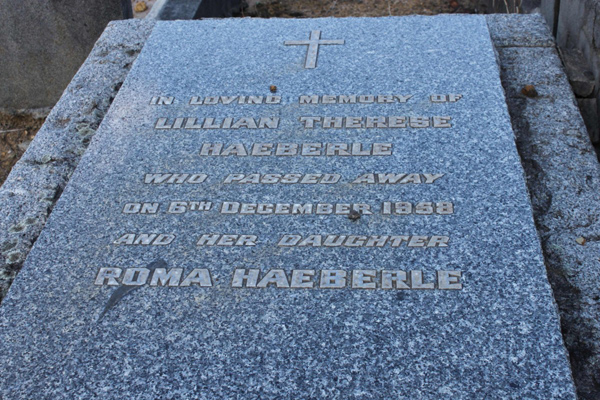 IN LOVING MEMORY OF
LILLIAN THERESE
HAEBERLE
WHO PASSED AWAY
ON 6TH DECEMBER 1958
AND HER DAUGHTER
ROMA HAEBERLE